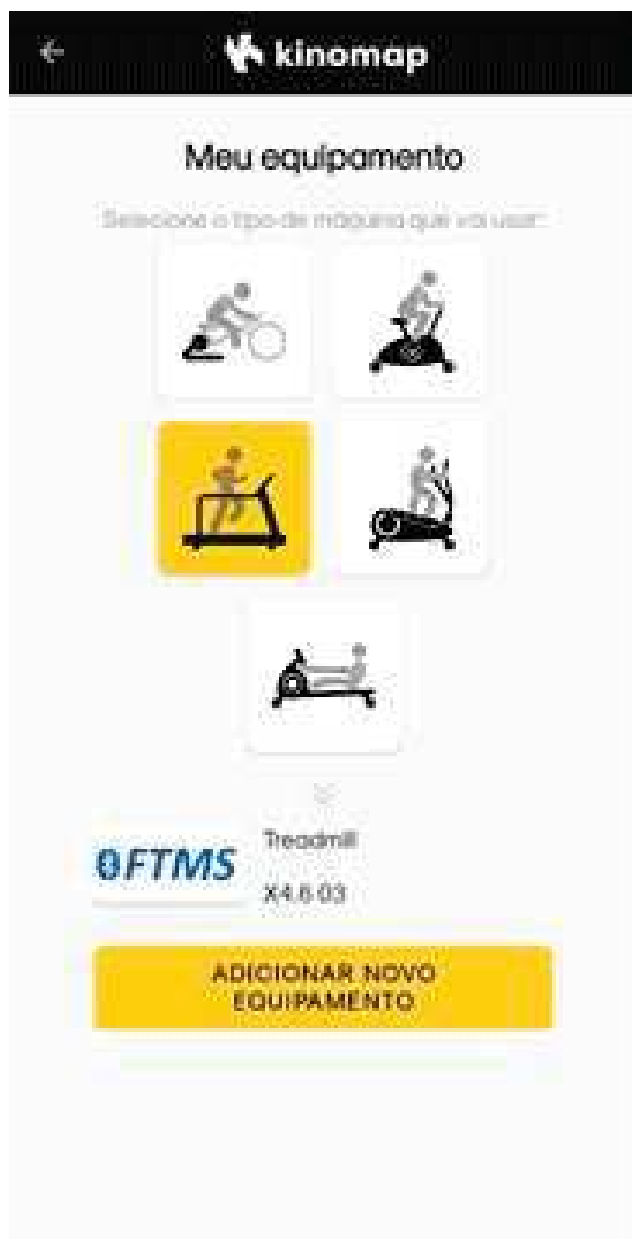 kinomap
Meu equipamento
Selecione o tipo de máquina que vai usar
FTMS
Treadmill
X4.6 03
ADICIONAR NOVO
EQUIPAMENTO